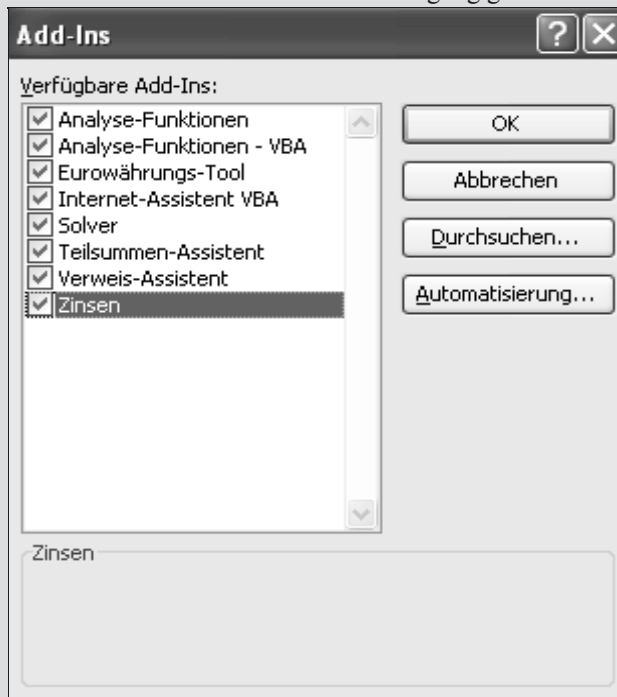 Add-Ins
Verfügbare Add-Ins:
Analyse-Funktionen
Analyse-Funktionen - VBA
Eurowährungs-Tool
Internet-Assistent VBA
Solver
Teilsummen-Assistent
Verweis-Assistent
Zinsen
OK
Abbrechen
Durchsuchen...
Automatisierung...
Zinsen